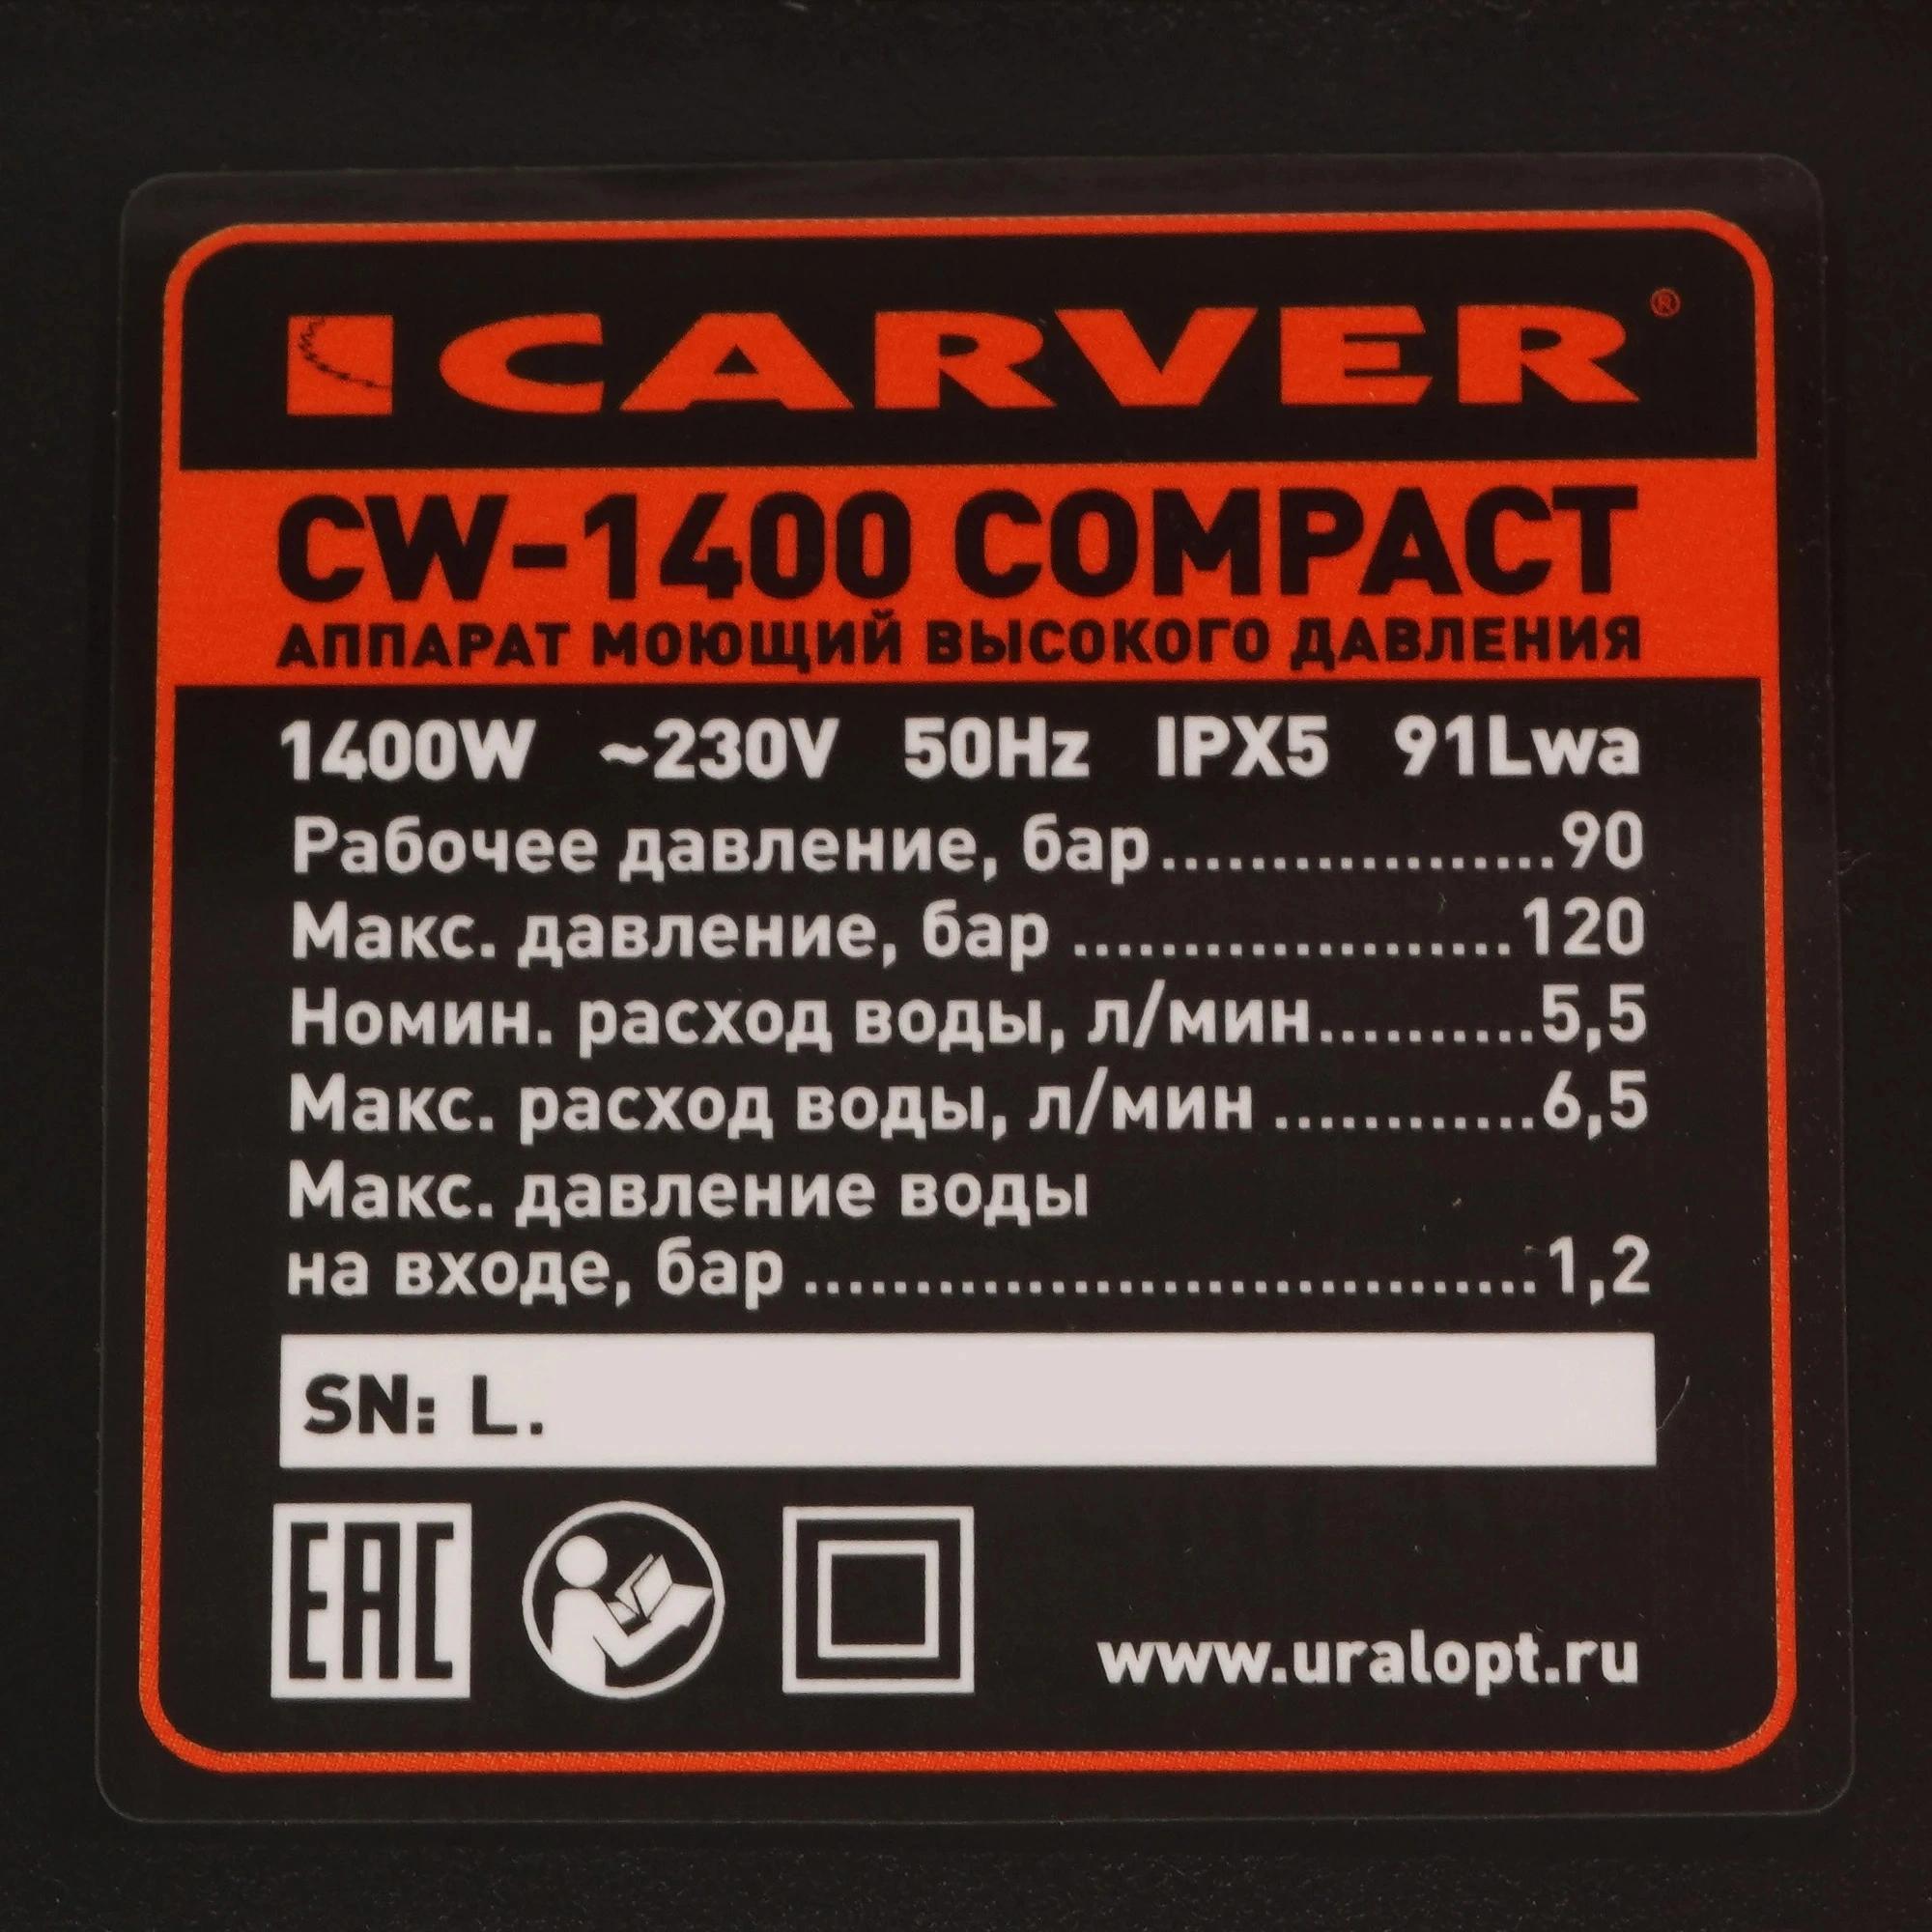 CARVER®
CW-1400 COMPACT
АППАРАТ МОЮЩИЙ ВЫСОКОГО ДАВЛЕНИЯ
1400W ~230V 50Hz IPX5 91Lwa
Рабочее давление, бар..................90
Макс. давление, бар ....................120
Номин. расход воды, л/мин..........5,5
Макс. расход воды, л/мин ............6,5
Макс. давление воды
на входе, бар .................................1,2
SN: L.
EAC
www.uralopt.ru